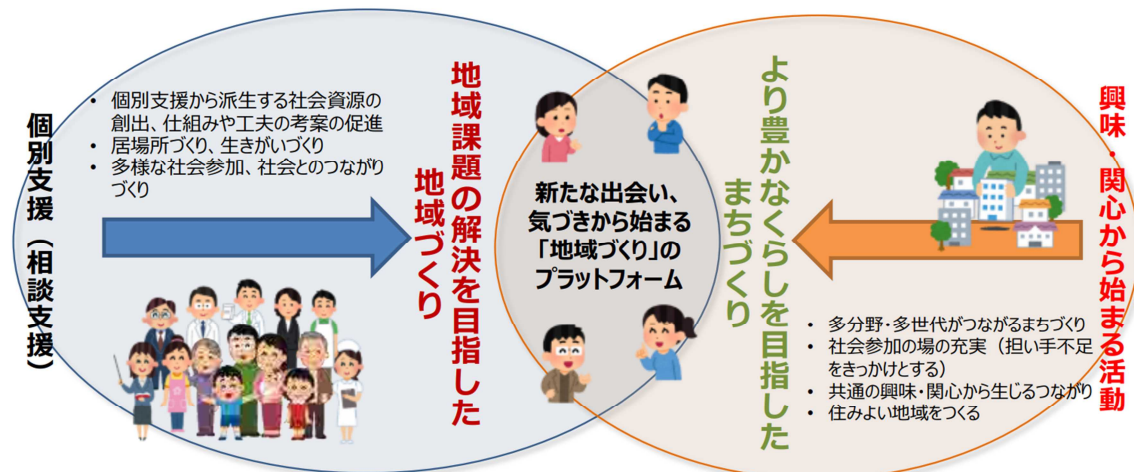 個別支援（相談支援）
• 個別支援から派生する社会資源の
創出、仕組みや工夫の考案の促進
• 居場所づくり、生きがいづくり
• 多様な社会参加、社会とのつながり
づくり
地域課題の解決を目指した
地域づくり
新たな出会い、
気づきから始まる
「地域づくり」の
プラットフォーム
より豊かなくらしを目指した
まちづくり
• 多分野・多世代がつながるまちづくり
• 社会参加の場の充実（担い手不足
をきっかけとする）
• 共通の興味・関心から生じるつながり
• 住みよい地域をつくる
興味・関心から始まる活動